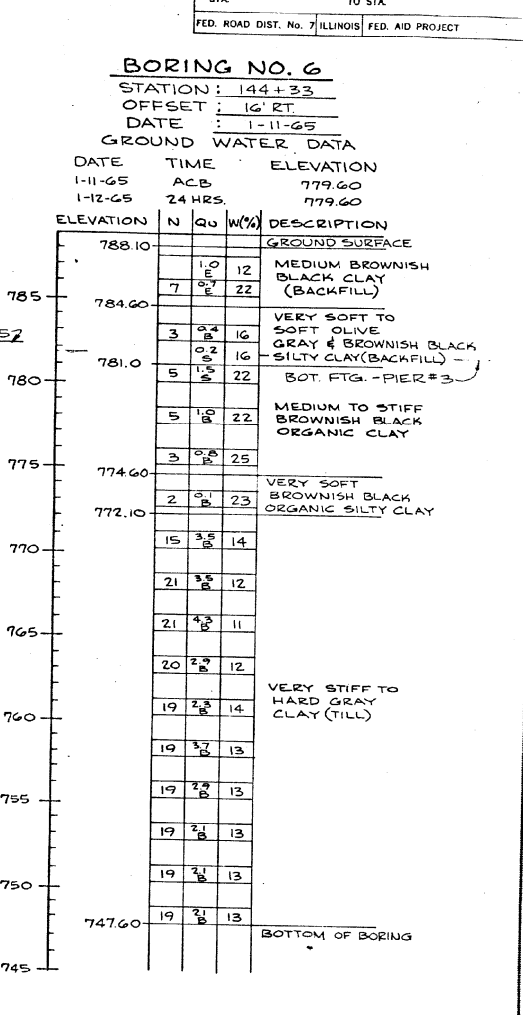 TO STA.
FED. ROAD DIST. No. 7 ILLINOIS FED. AID PROJECT
BORING NO. 6
STATION : 144+33
OFFSET : 16' RT.
DATE : 1-11-65
GROUND WATER DATA
DATE TIME ELEVATION
1-11-65 ACB 779.60
1-12-65 24 HRS. 779.60
ELEVATION N Qu W(%) DESCRIPTION
788.10 GROUND SURFACE
1.0 E 12 MEDIUM BROWNISH
BLACK CLAY
785 7 0.7 E 22 (BACKFILL)
784.60
VERY SOFT TO
3 0.4 B 16 SOFT OLIVE
GRAY & BROWNISH BLACK
0.2 S 16 SILTY CLAY (BACKFILL)
781.0
780 5 1.5 S 22 BOT. FTG. - PIER #3
MEDIUM TO STIFF
5 1.0 B 22 BROWNISH BLACK
ORGANIC CLAY
775 3 0.8 B 25
774.60
VERY SOFT
2 0.1 B 23 BROWNISH BLACK
772.10 ORGANIC SILTY CLAY
770 15 3.5 B 14
21 3.5 B 12
765 21 4.3 B 11
20 2.9 B 12
VERY STIFF TO
760 19 2.3 B 14 HARD GRAY
CLAY (TILL)
19 3.7 B 13
755 19 2.9 B 13
19 2.1 B 13
750 19 2.1 B 13
747.60 19 2.1 B 13
BOTTOM OF BORING
745